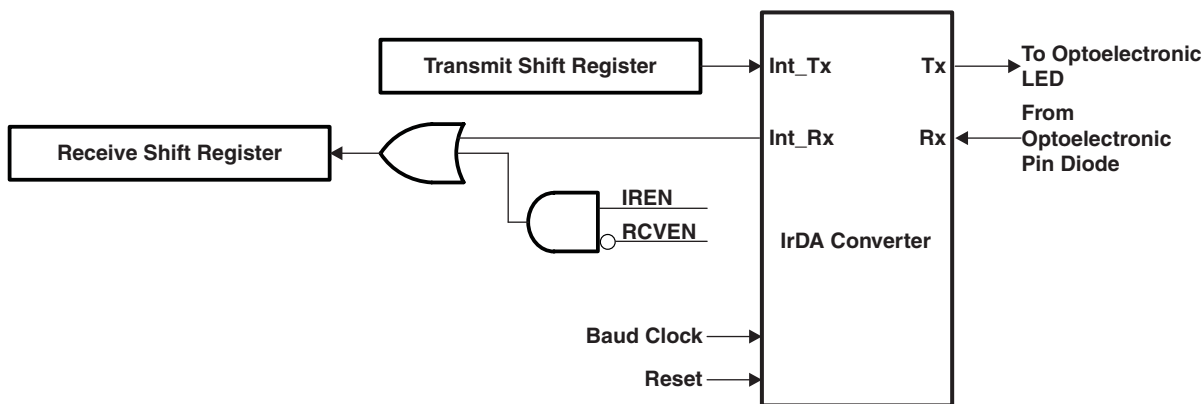 Transmit Shift Register
Int_Tx
Tx
To Optoelectronic
LED
Receive Shift Register
Int_Rx
Rx
From
Optoelectronic
Pin Diode
IREN
RCVEN
IrDA Converter
Baud Clock
Reset